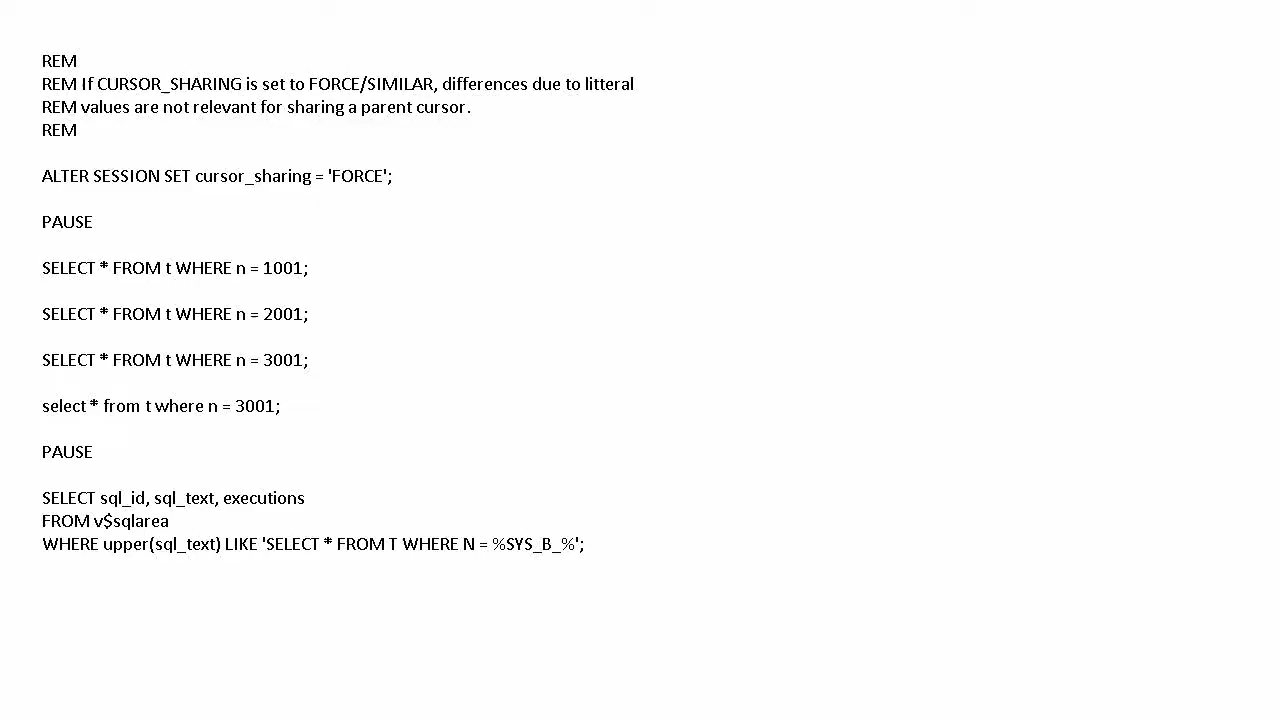 REM
REM If CURSOR_SHARING is set to FORCE/SIMILAR, differences due to litteral
REM values are not relevant for sharing a parent cursor.
REM
ALTER SESSION SET cursor_sharing = 'FORCE';
PAUSE
SELECT * FROM t WHERE n = 1001;
SELECT * FROM t WHERE n = 2001;
SELECT * FROM t WHERE n = 3001;
select * from t where n = 3001;
PAUSE
SELECT sql_id, sql_text, executions
FROM v$sqlarea
WHERE upper(sql_text) LIKE 'SELECT * FROM T WHERE N = %SYS_B_%';